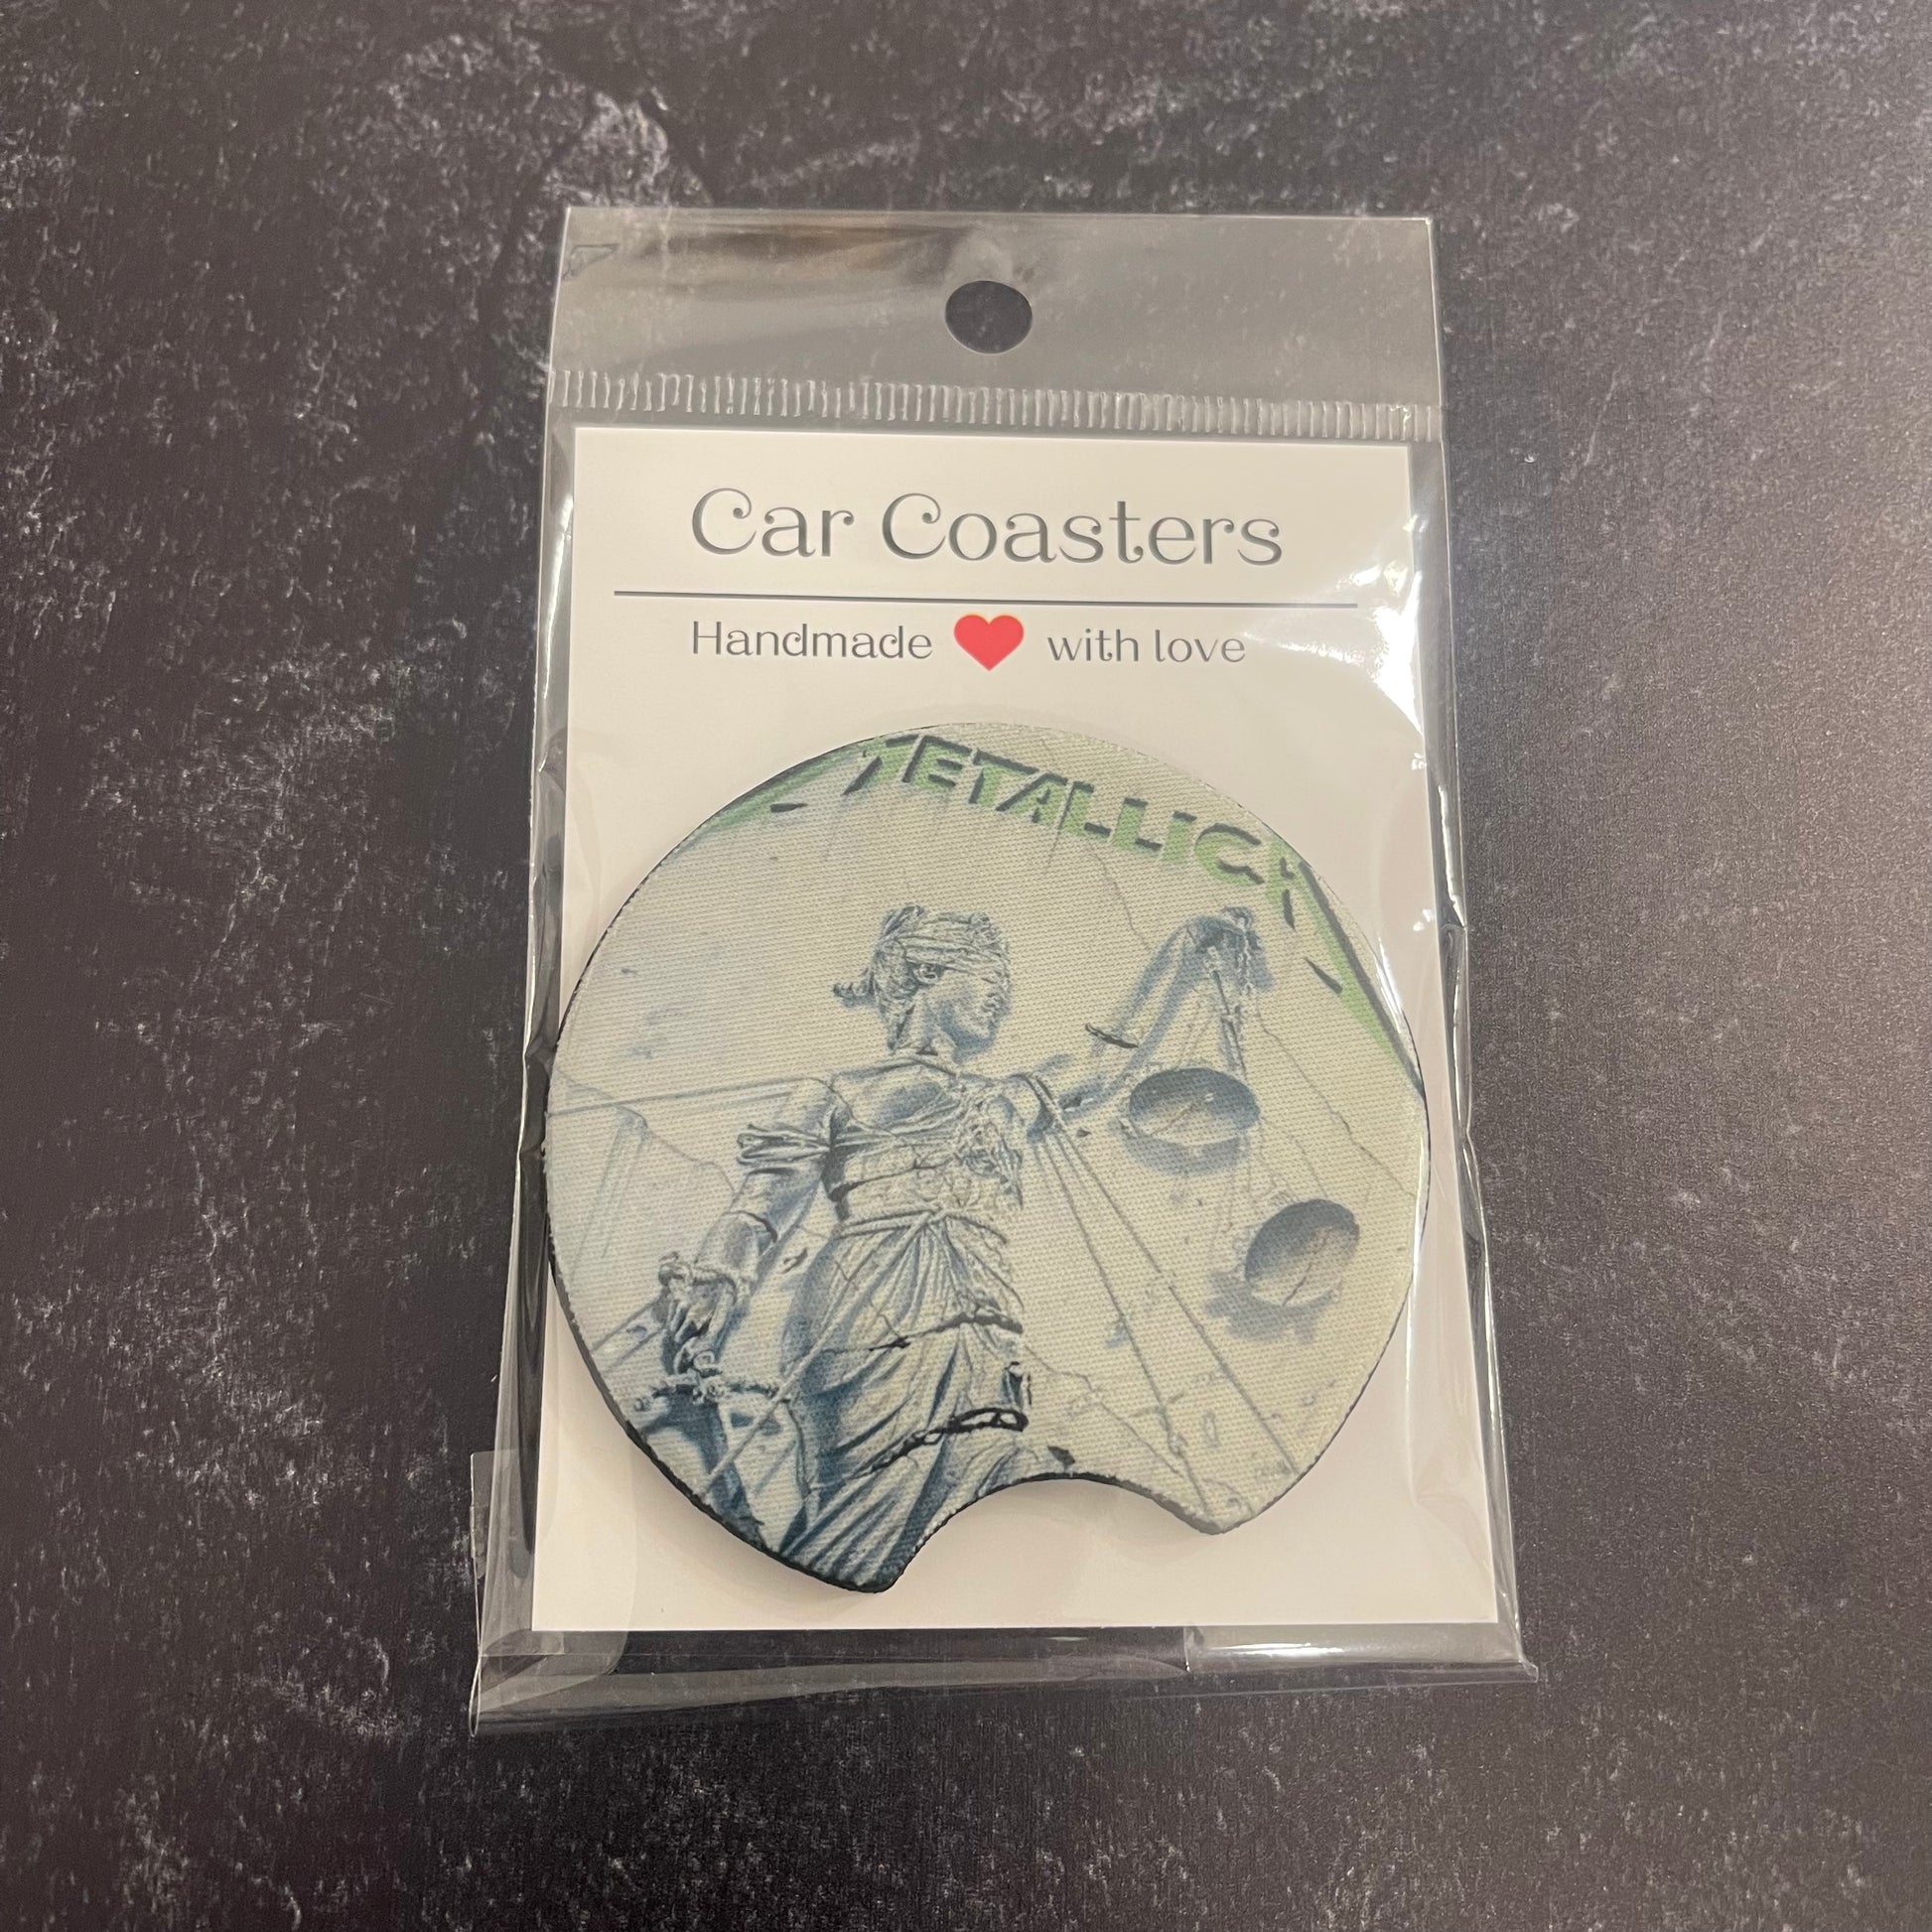 Car Coasters
Handmade ❤ with love
METALLICA